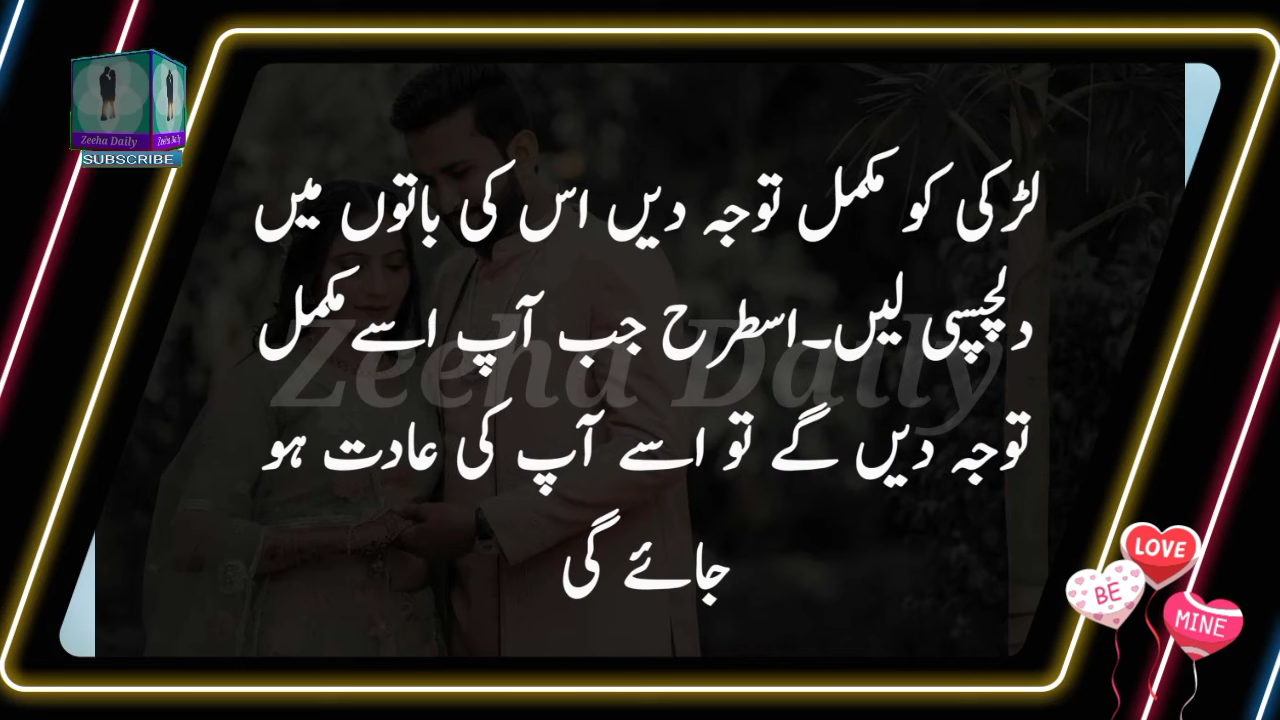 Zeeha Daily
Zeeha Daily
SUBSCRIBE
لڑکی کو مکمل توجہ دیں اس کی باتوں میں
دلچسپی لیں۔اسطرح جب آپ اسے مکمل
Zeeha Daily
توجہ دیں گے تو اسے آپ کی عادت ہو
جائے گی
LOVE
BE
MINE